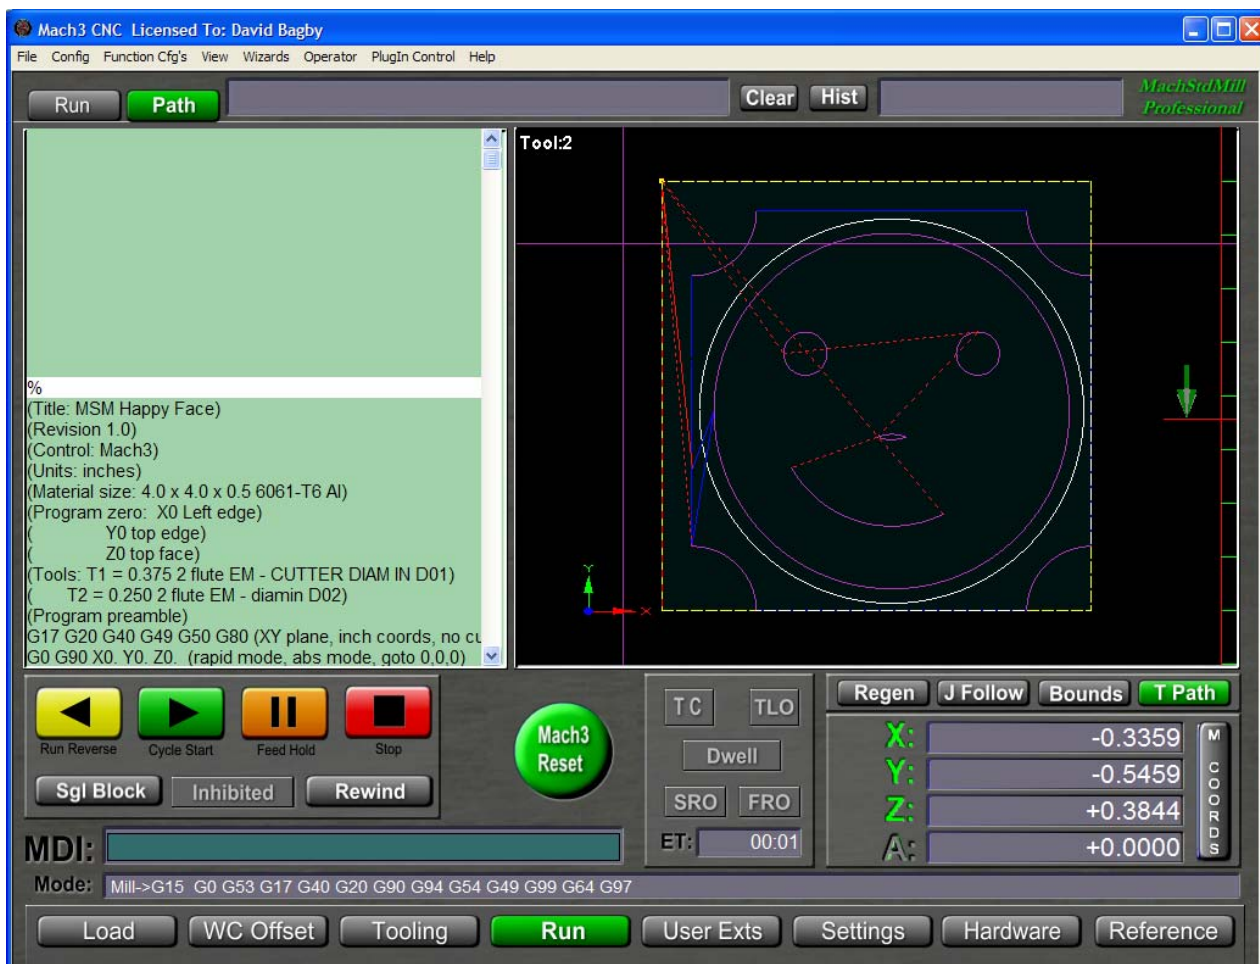 Mach3 CNC Licensed To: David Bagby
File Config Function Cfg's View Wizards Operator PlugIn Control Help
Run Path Clear Hist MachStdMill
Professional
Tool:2
%
(Title: MSM Happy Face)
(Revision 1.0)
(Control: Mach3)
(Units: inches)
(Material size: 4.0 x 4.0 x 0.5 6061-T6 Al)
(Program zero: X0 Left edge)
( Y0 top edge)
( Z0 top face)
(Tools: T1 = 0.375 2 flute EM - CUTTER DIAM IN D01)
( T2 = 0.250 2 flute EM - diamin D02)
(Program preamble)
G17 G20 G40 G49 G50 G80 (XY plane, inch coords, no cu
G0 G90 X0. Y0. Z0. (rapid mode, abs mode, goto 0,0,0)
Y
X
Run Reverse Cycle Start Feed Hold Stop
Sgl Block Inhibited Rewind
Mach3
Reset
T C TLO
Dwell
SRO FRO
ET: 00:01
Regen J Follow Bounds T Path
X: -0.3359
Y: -0.5459
Z: +0.3844
A: +0.0000
M COORDS
MDI:
Mode: Mill->G15 G0 G53 G17 G40 G20 G90 G94 G54 G49 G99 G64 G97
Load WC Offset Tooling Run User Exts Settings Hardware Reference